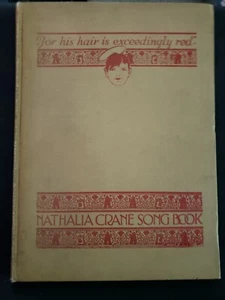 "For his hair is exceedingly red"
NATHALIA CRANE SONG BOOK